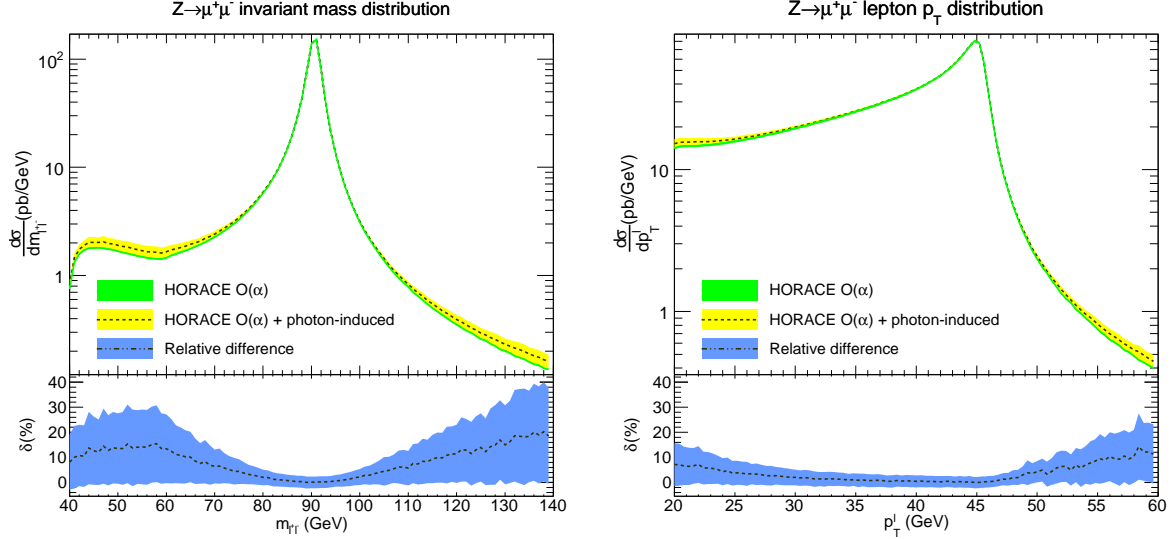 Z→μ⁺μ⁻ invariant mass distribution
10²
10
1
dσ/dm_l⁺l⁻ (pb/GeV)
HORACE O(α)
HORACE O(α) + photon-induced
Relative difference
40
30
20
10
0
δ(%)
40 50 60 70 80 90 100 110 120 130 140
m_l⁺l⁻ (GeV)
Z→μ⁺μ⁻ lepton p_T distribution
10
1
dσ/dp_T^l (pb/GeV)
HORACE O(α)
HORACE O(α) + photon-induced
Relative difference
40
30
20
10
0
δ(%)
20 25 30 35 40 45 50 55 60
p_T^l (GeV)